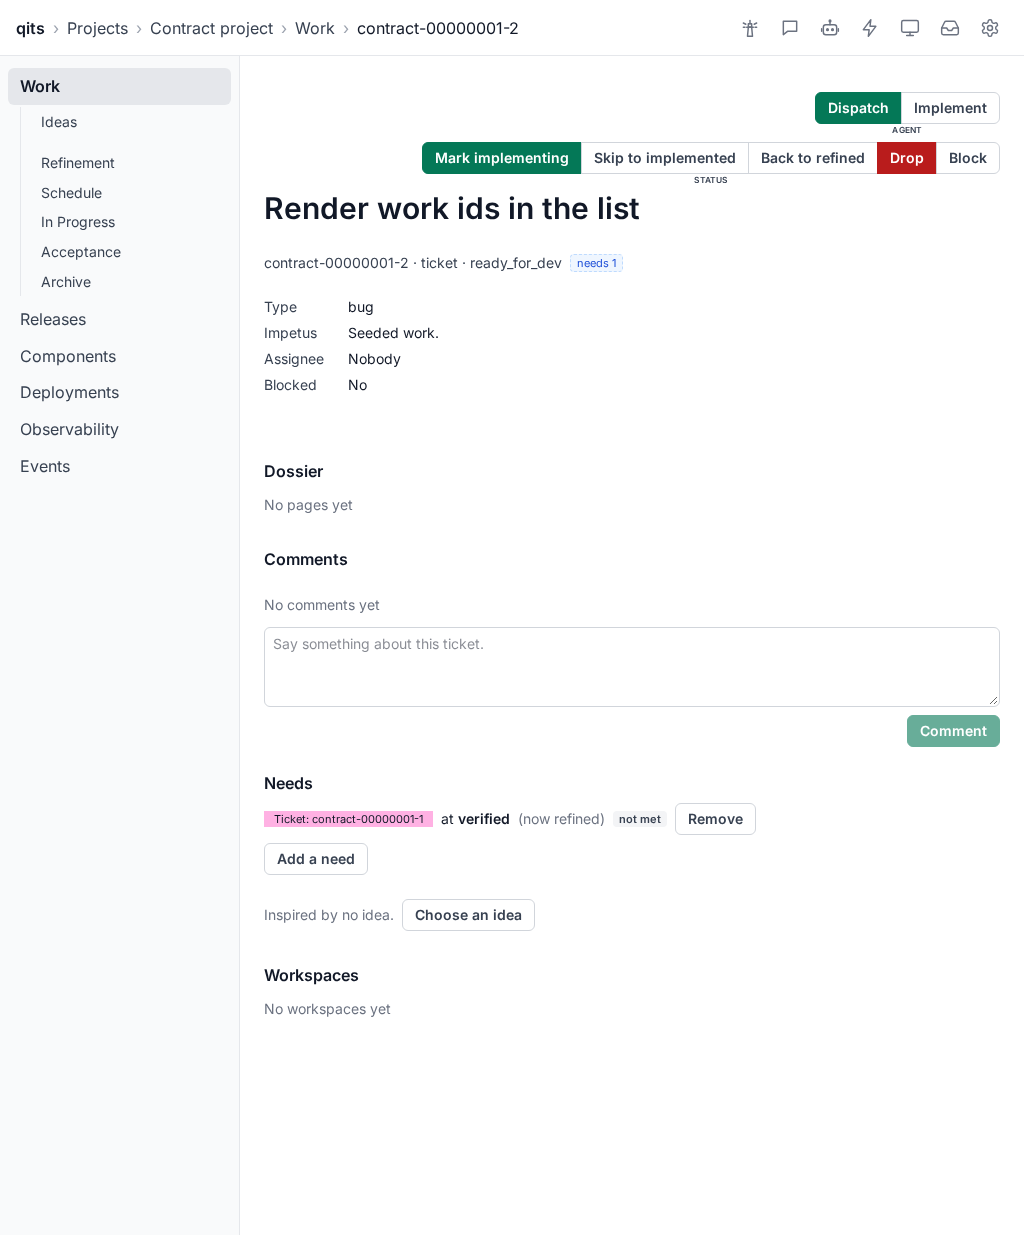 qits › Projects › Contract project › Work › contract-00000001-2
Work
Ideas
Refinement
Schedule
In Progress
Acceptance
Archive
Releases
Components
Deployments
Observability
Events
Dispatch Implement
AGENT
Mark implementing Skip to implemented Back to refined Drop Block
STATUS
Render work ids in the list
contract-00000001-2 · ticket · ready_for_dev needs 1
Type bug
Impetus Seeded work.
Assignee Nobody
Blocked No
Dossier
No pages yet
Comments
No comments yet
Say something about this ticket.
Comment
Needs
Ticket: contract-00000001-1 at verified (now refined) not met Remove
Add a need
Inspired by no idea. Choose an idea
Workspaces
No workspaces yet